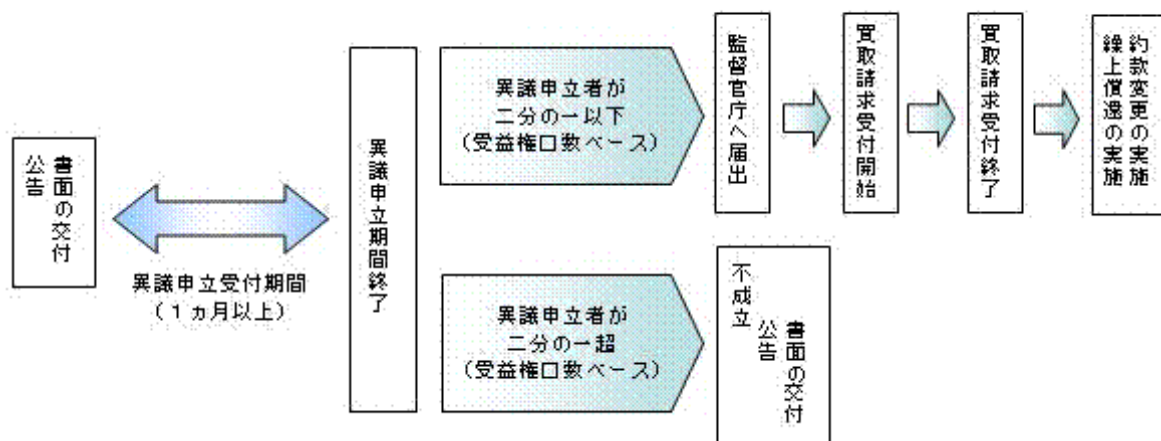 書面の交付
公告
異議申立受付期間
(1ヵ月以上)
異議申立期間終了
異議申立者が
二分の一以下
(受益権口数ベース)
監督官庁へ届出
買取請求受付開始
買取請求受付終了
約款変更の実施
繰上償還の実施
異議申立者が
二分の一超
(受益権口数ベース)
不成立
書面の交付
公告